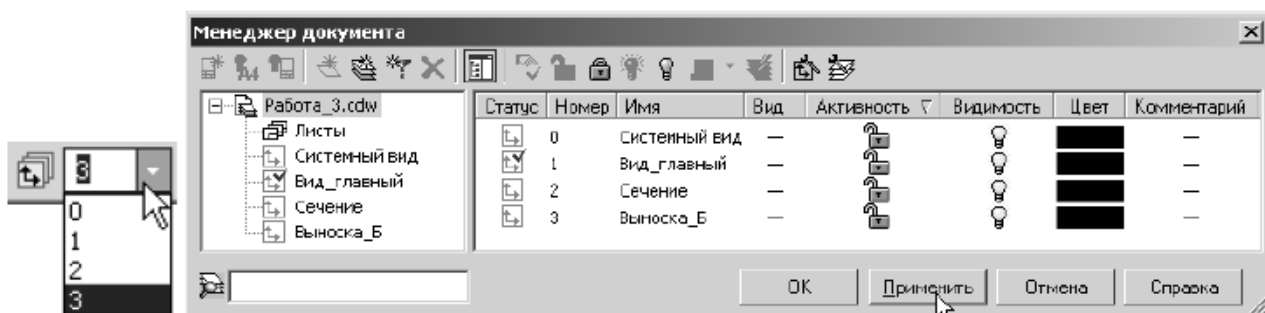 Менеджер документа
Работа_3.cdw
Листы
Системный вид
Вид_главный
Сечение
Выноска_Б
Статус Номер Имя Вид Активность Видимость Цвет Комментарий
0 Системный вид — —
1 Вид_главный — —
2 Сечение — —
3 Выноска_Б — —
3
0
1
2
3
OK Применить Отмена Справка